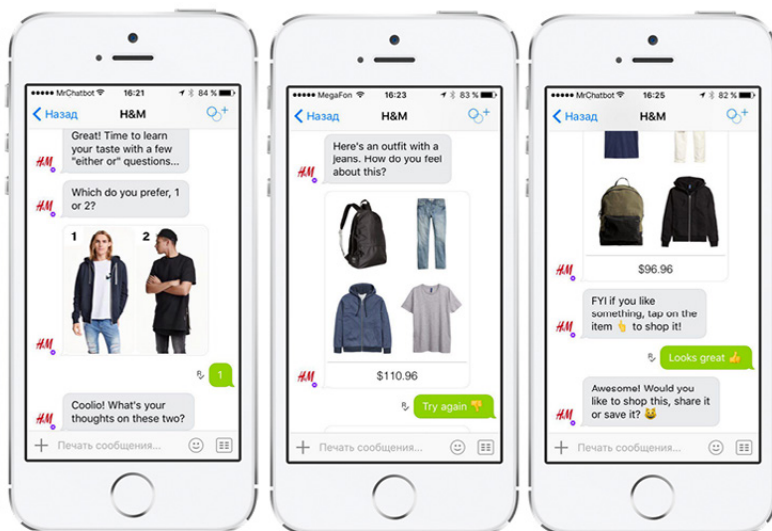 MrChatbot 16:21 84 %
Назад H&M
Great! Time to learn
your taste with a few
"either or" questions...
H&M
Which do you prefer, 1
or 2?
H&M
1 2
H&M
1
Coolio! What's your
thoughts on these two?
H&M
Печать сообщения...
MegaFon 16:23 83 %
Назад H&M
Here's an outfit with a
jeans. How do you feel
about this?
H&M
$110.96
H&M
Try again 👎
Печать сообщения...
MrChatbot 16:25 82 %
Назад H&M
$96.96
H&M
FYI if you like
something, tap on the
item 👆 to shop it!
H&M
Looks great 👍
Awesome! Would you
like to shop this, share it
or save it? 😸
H&M
Печать сообщения...